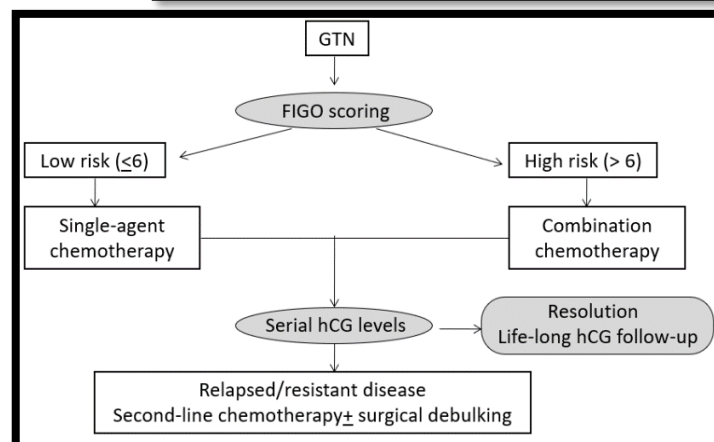 GTN
FIGO scoring
Low risk (≤6)
High risk (> 6)
Single-agent
chemotherapy
Combination
chemotherapy
Serial hCG levels
Resolution
Life-long hCG follow-up
Relapsed/resistant disease
Second-line chemotherapy± surgical debulking